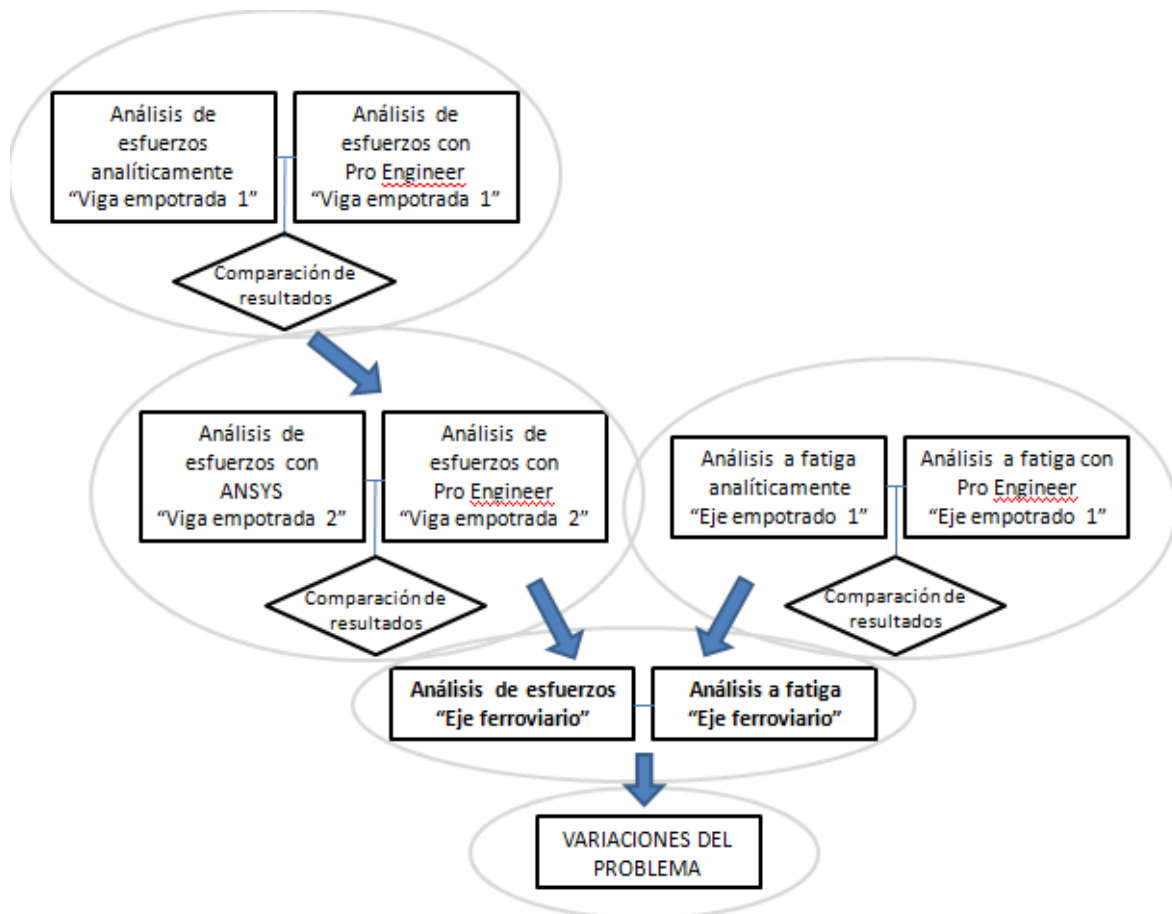 Análisis de
esfuerzos
analíticamente
“Viga empotrada 1”
Análisis de
esfuerzos con
Pro Engineer
“Viga empotrada 1”
Comparación de
resultados
Análisis de
esfuerzos con
ANSYS
“Viga empotrada 2”
Análisis de
esfuerzos con
Pro Engineer
“Viga empotrada 2”
Comparación de
resultados
Análisis a fatiga
analíticamente
“Eje empotrado 1”
Análisis a fatiga con
Pro Engineer
“Eje empotrado 1”
Comparación de
resultados
Análisis de esfuerzos
“Eje ferroviario”
Análisis a fatiga
“Eje ferroviario”
VARIACIONES DEL
PROBLEMA